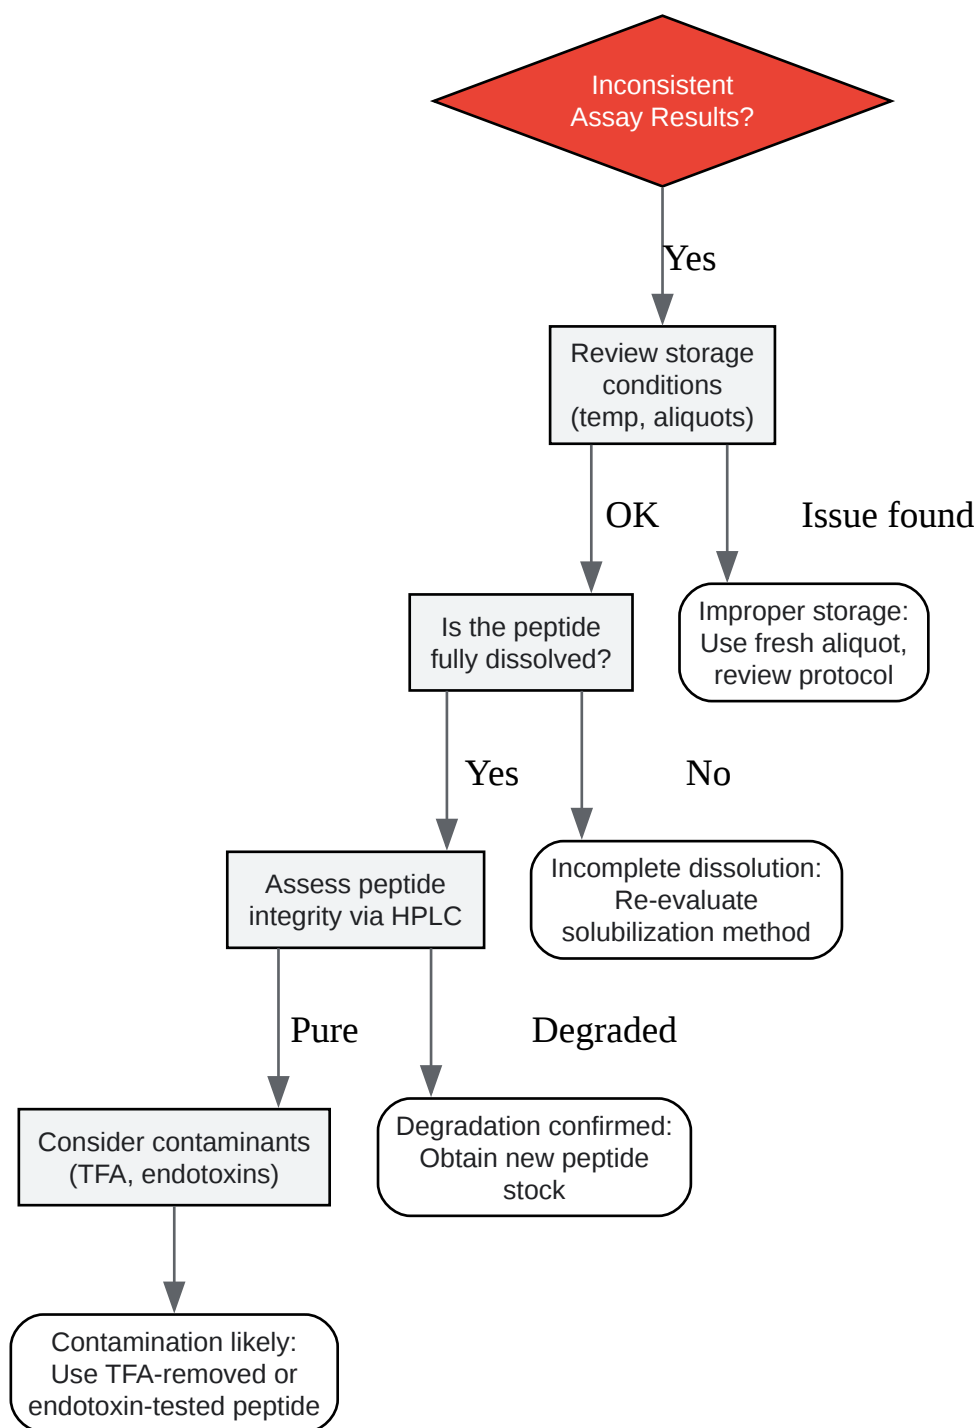 Inconsistent
Assay Results?
Yes
Review storage
conditions
(temp, aliquots)
OK
Issue found
Is the peptide
fully dissolved?
Improper storage:
Use fresh aliquot,
review protocol
Yes
No
Assess peptide
integrity via HPLC
Incomplete dissolution:
Re-evaluate
solubilization method
Pure
Degraded
Consider contaminants
(TFA, endotoxins)
Degradation confirmed:
Obtain new peptide
stock
Contamination likely:
Use TFA-removed or
endotoxin-tested peptide